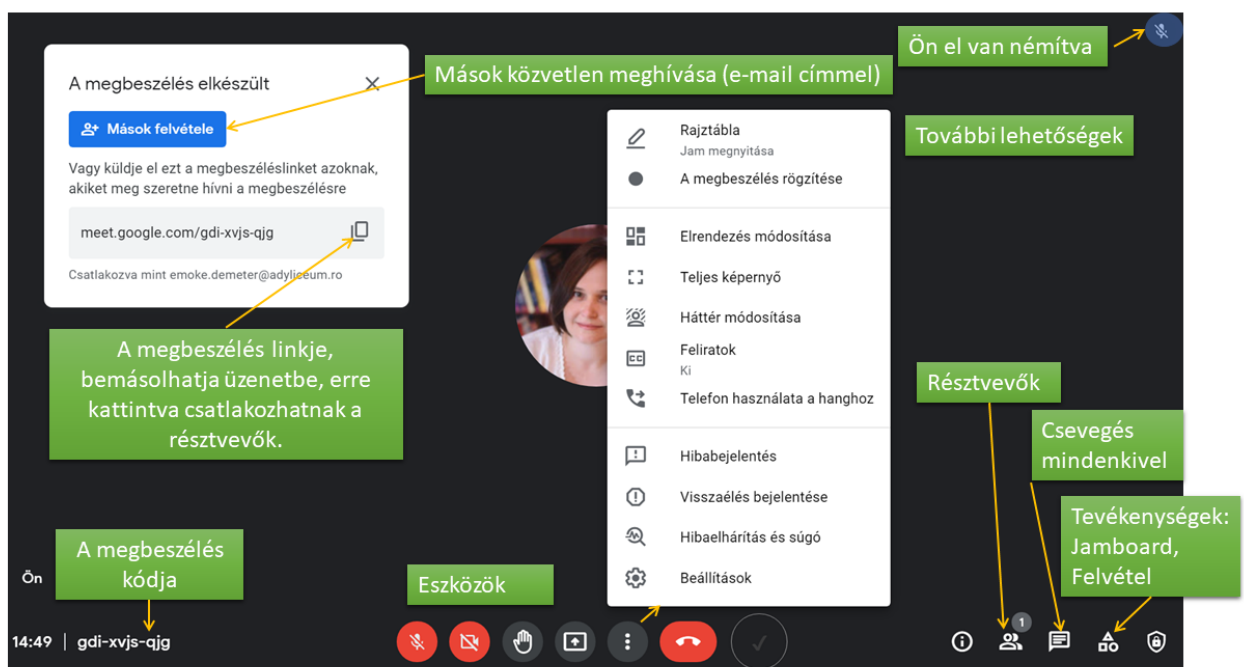 Ön el van némítva
A megbeszélés elkészült
Mások közvetlen meghívása (e-mail címmel)
Mások felvétele
Vagy küldje el ezt a megbeszéléslinket azoknak,
akiket meg szeretne hívni a megbeszélésre
meet.google.com/gdi-xvjs-qjg
Csatlakozva mint emoke.demeter@adyliceum.ro
A megbeszélés linkje,
bemásolhatja üzenetbe, erre
kattintva csatlakozhatnak a
résztvevők.
További lehetőségek
Rajztábla
Jam megnyitása
A megbeszélés rögzítése
Elrendezés módosítása
Teljes képernyő
Háttér módosítása
Feliratok
Ki
Telefon használata a hanghoz
Hibabejelentés
Visszaélés bejelentése
Hibaelhárítás és súgó
Beállítások
Résztvevők
Csevegés
mindenkivel
Tevékenységek:
Jamboard,
Felvétel
A megbeszélés
kódja
Ön
Eszközök
14:49 | gdi-xvjs-qjg
1